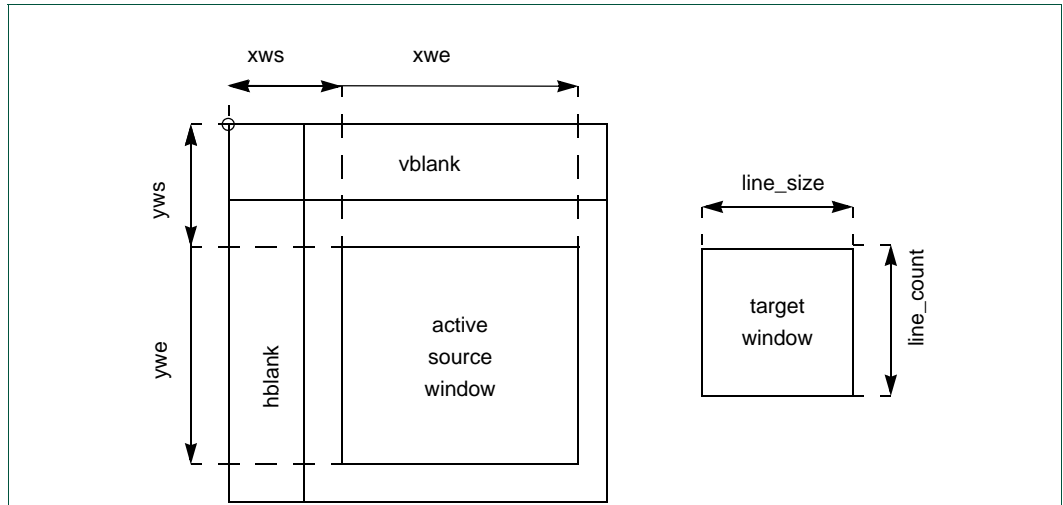 xws
xwe
vblank
yws
line_size
line_count
target
window
active
source
window
ywe
hblank